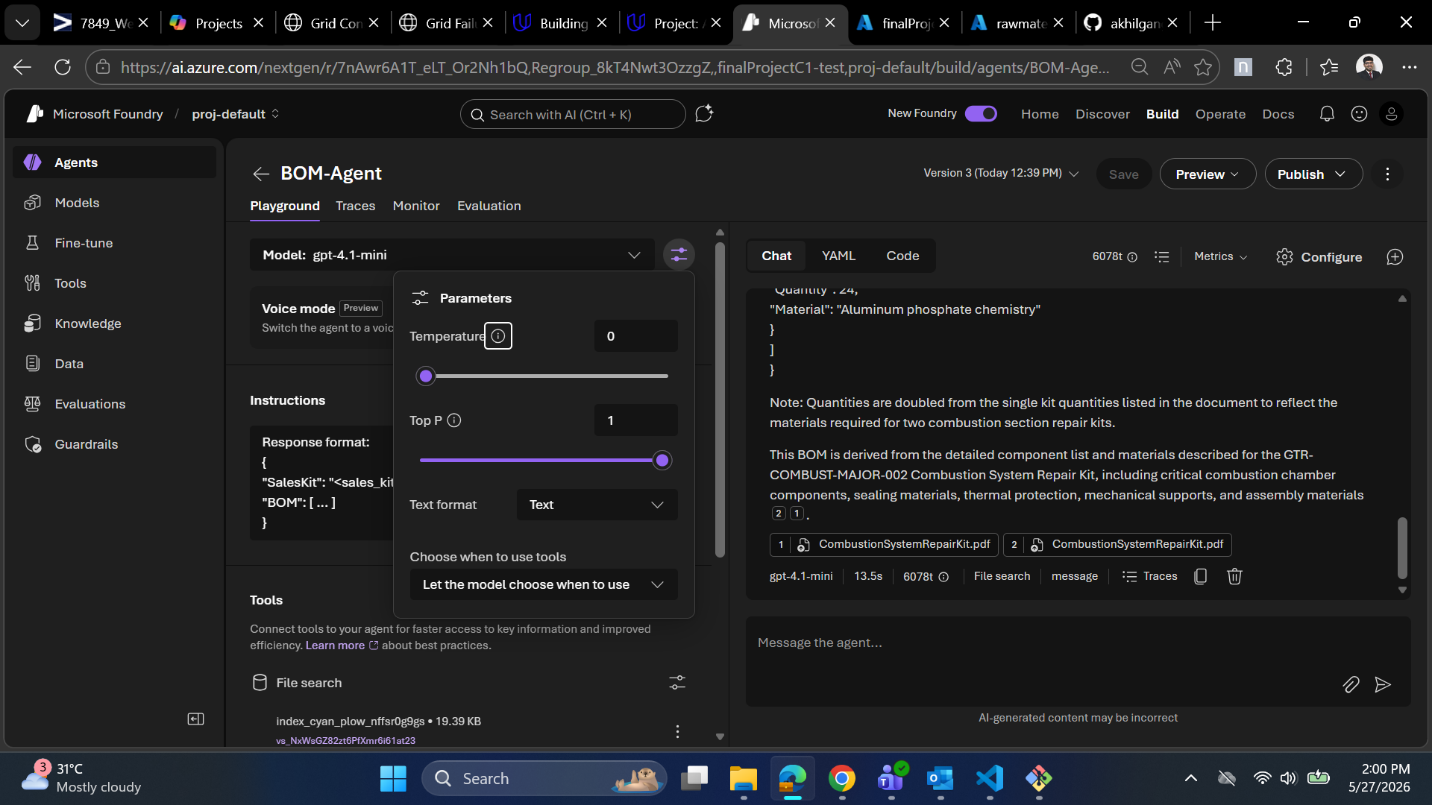 7849_We
Projects
Grid Con
Grid Fail
Building
Project: A
Microsof
finalProj
rawmate
akhilgan
https://ai.azure.com/nextgen/r/7nAwr6A1T_eLT_Or2Nh1bQ,Regroup_8kT4Nwt3OzzgZ,,finalProjectC1-test,proj-default/build/agents/BOM-Age...
Microsoft Foundry / proj-default
Search with AI (Ctrl + K)
New Foundry
Home
Discover
Build
Operate
Docs
Agents
Models
Fine-tune
Tools
Knowledge
Data
Evaluations
Guardrails
BOM-Agent
Version 3 (Today 12:39 PM)
Save
Preview
Publish
Playground
Traces
Monitor
Evaluation
Model: gpt-4.1-mini
Voice mode Preview
Switch the agent to a voic
Instructions
Response format:
{
"SalesKit": "<sales_kit
"BOM": [ ... ]
}
Parameters
Temperature
0
Top P
1
Text format
Text
Choose when to use tools
Let the model choose when to use
Tools
Connect tools to your agent for faster access to key information and improved
efficiency. Learn more about best practices.
File search
index_cyan_plow_nffsr0g9gs • 19.39 KB
vs_NxWsGZ82zt6PfXmr6i61at23
Chat
YAML
Code
6078t
Metrics
Configure
"Quantity": 24,
"Material": "Aluminum phosphate chemistry"
}
]
}
Note: Quantities are doubled from the single kit quantities listed in the document to reflect the
materials required for two combustion section repair kits.
This BOM is derived from the detailed component list and materials described for the GTR-
COMBUST-MAJOR-002 Combustion System Repair Kit, including critical combustion chamber
components, sealing materials, thermal protection, mechanical supports, and assembly materials
2 1 .
1 CombustionSystemRepairKit.pdf
2 CombustionSystemRepairKit.pdf
gpt-4.1-mini
13.5s
6078t
File search
message
Traces
Message the agent...
AI-generated content may be incorrect
3
31°C
Mostly cloudy
Search
2:00 PM
5/27/2026